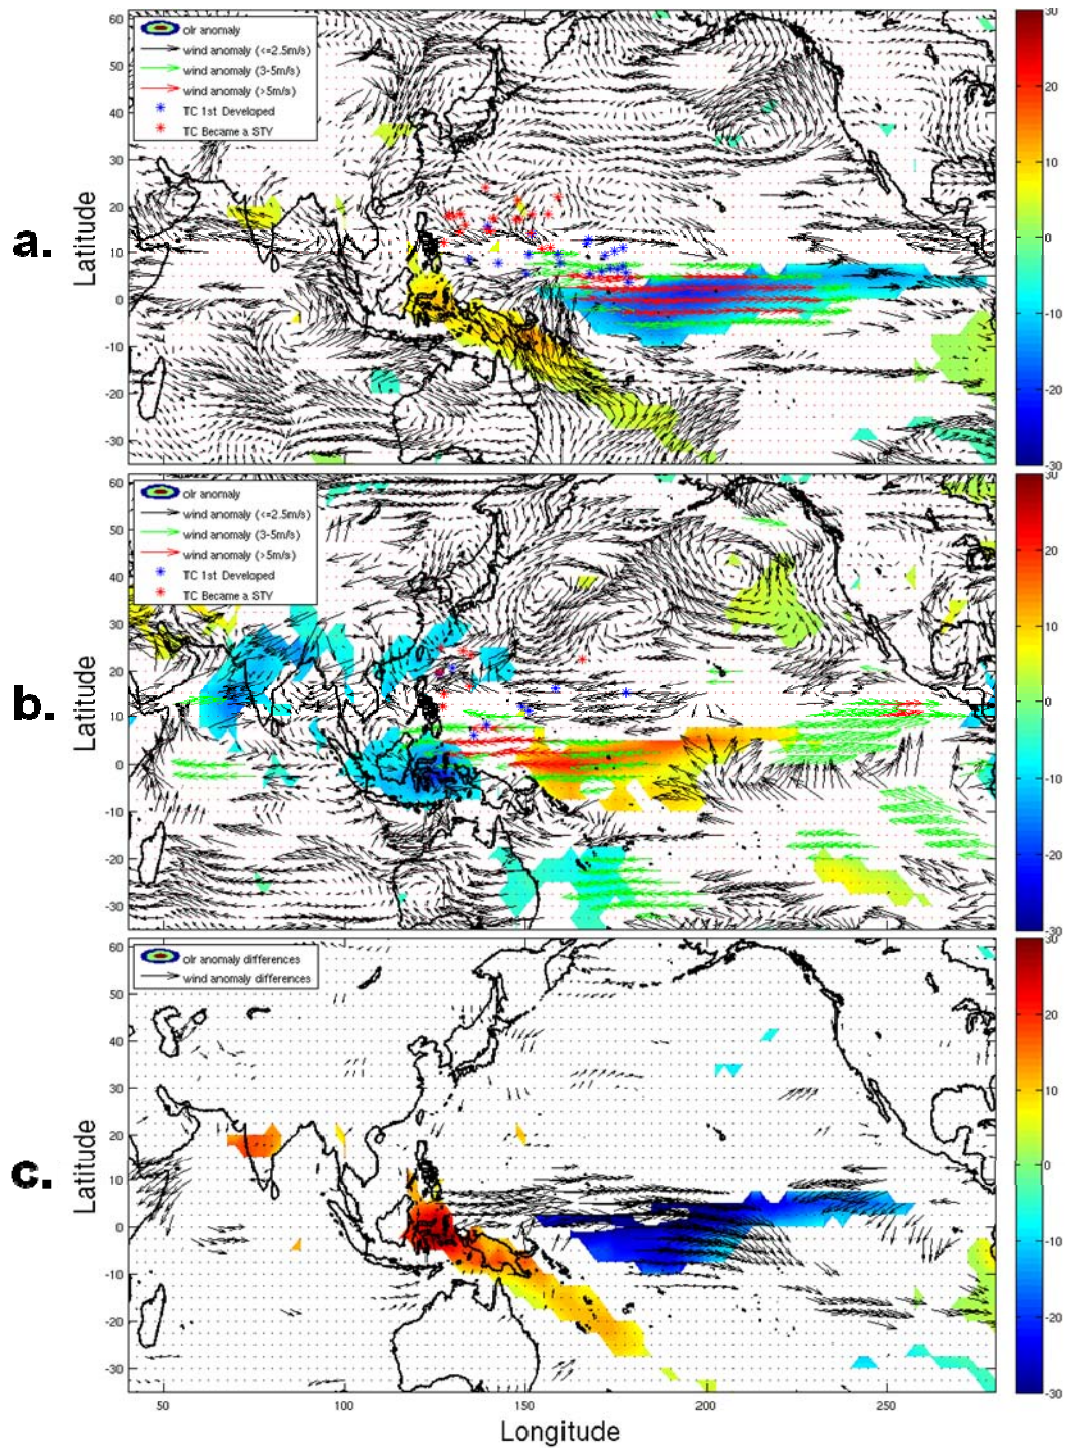 olr anomaly
wind anomaly (<=2.5m/s)
wind anomaly (3-5m/s)
wind anomaly (>5m/s)
TC 1st Developed
TC Became a STY
60
50
40
30
20
10
0
-10
-20
-30
Latitude
a.
30
20
10
0
-10
-20
-30
olr anomaly
wind anomaly (<=2.5m/s)
wind anomaly (3-5m/s)
wind anomaly (>5m/s)
TC 1st Developed
TC Became a STY
60
50
40
30
20
10
0
-10
-20
-30
Latitude
b.
30
20
10
0
-10
-20
-30
olr anomaly differences
wind anomaly differences
60
50
40
30
20
10
0
-10
-20
-30
Latitude
c.
30
20
10
0
-10
-20
-30
50 100 150 200 250
Longitude